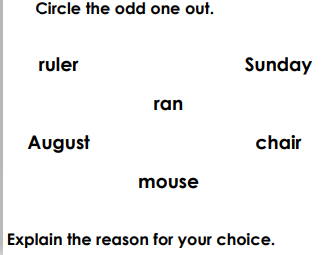 Circle the odd one out.
ruler Sunday
ran
August chair
mouse
Explain the reason for your choice.